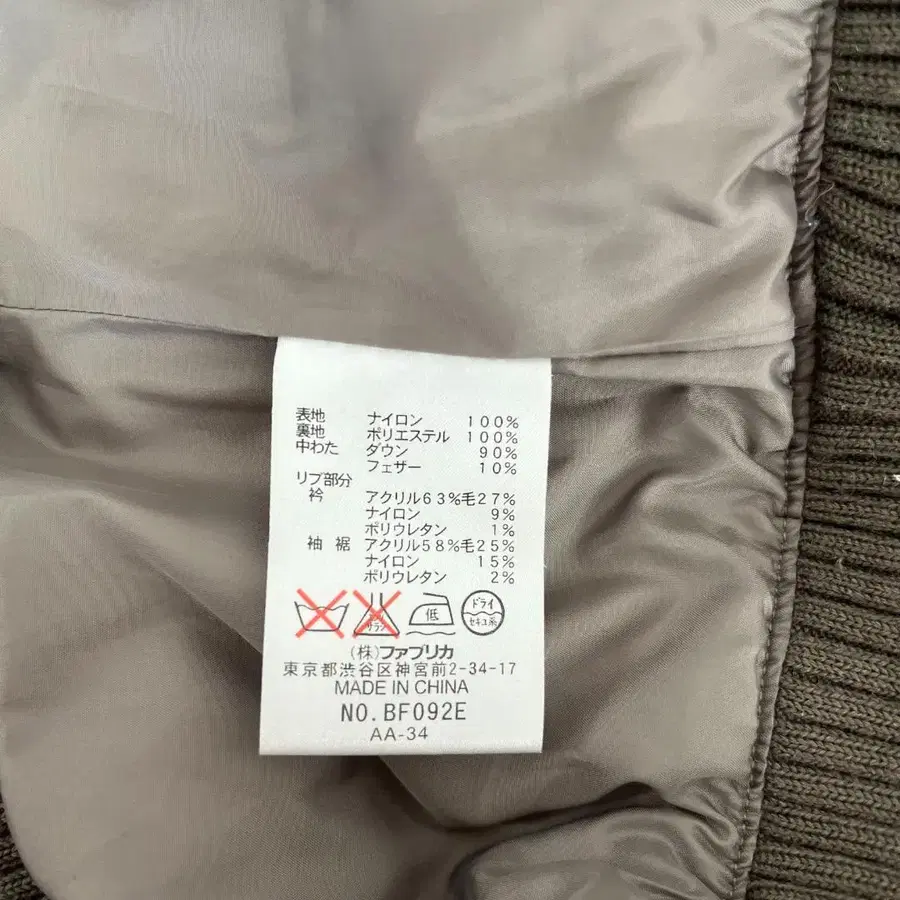 表地 ナイロン 100%
裏地 ポリエステル 100%
中わた ダウン 90%
フェザー 10%
リブ部分
衿 アクリル63%毛27%
ナイロン 9%
ポリウレタン 1%
袖 裾 アクリル58%毛25%
ナイロン 15%
ポリウレタン 2%
低 ドライ
セキユ系
(株)ファブリカ
東京都渋谷区神宮前2-34-17
MADE IN CHINA
NO.BF092E
AA-34